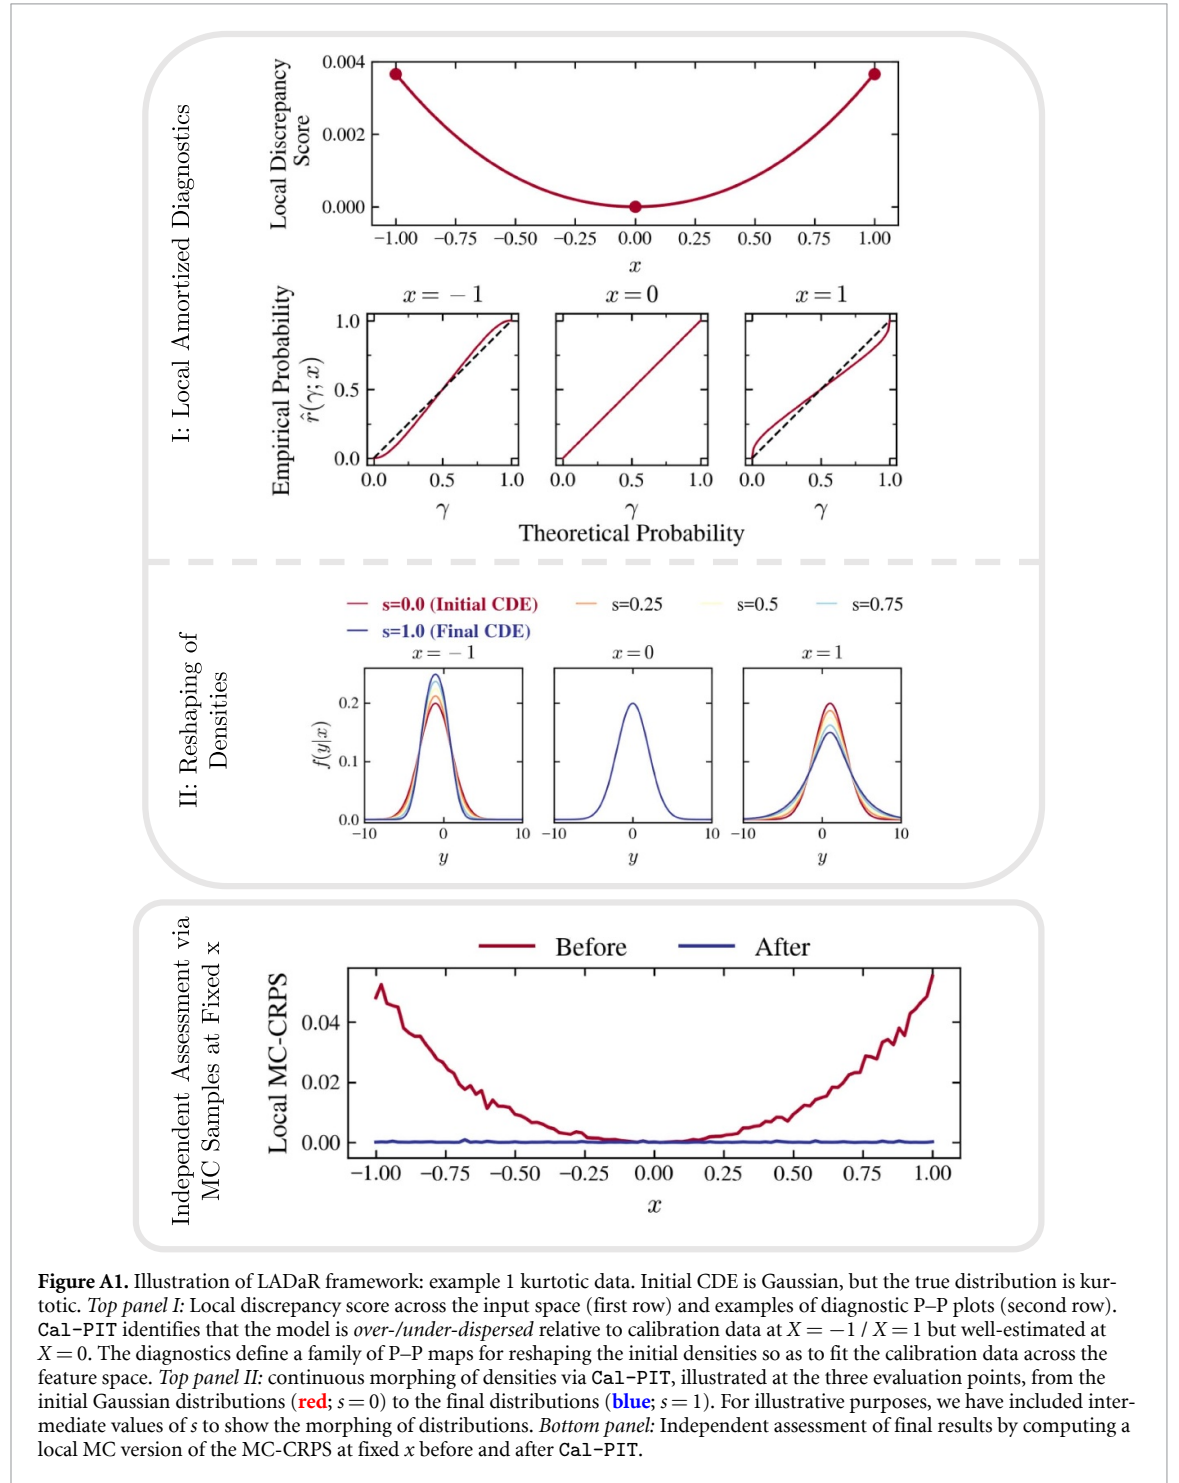 I: Local Amortized Diagnostics
Local Discrepancy
Score
0.004
0.002
0.000
−1.00 −0.75 −0.50 −0.25 0.00 0.25 0.50 0.75 1.00
x
Empirical Probability
r̂(γ; x)
x = − 1 x = 0 x = 1
1.0
0.5
0.0
0.0 0.5 1.0 0.0 0.5 1.0 0.0 0.5 1.0
γ γ γ
Theoretical Probability
II: Reshaping of
Densities
s=0.0 (Initial CDE) s=0.25 s=0.5 s=0.75
s=1.0 (Final CDE)
x = − 1 x = 0 x = 1
f(y|x)
0.2
0.1
0.0
−10 0 10 −10 0 10 −10 0 10
y y y
Independent Assessment via
MC Samples at Fixed x
Before After
Local MC-CRPS
0.04
0.02
0.00
−1.00 −0.75 −0.50 −0.25 0.00 0.25 0.50 0.75 1.00
x
Figure A1. Illustration of LADaR framework: example 1 kurtotic data. Initial CDE is Gaussian, but the true distribution is kur-
totic. Top panel I: Local discrepancy score across the input space (first row) and examples of diagnostic P–P plots (second row).
Cal-PIT identifies that the model is over-/under-dispersed relative to calibration data at X = −1 / X = 1 but well-estimated at
X = 0. The diagnostics define a family of P–P maps for reshaping the initial densities so as to fit the calibration data across the
feature space. Top panel II: continuous morphing of densities via Cal-PIT, illustrated at the three evaluation points, from the
initial Gaussian distributions (red; s = 0) to the final distributions (blue; s = 1). For illustrative purposes, we have included inter-
mediate values of s to show the morphing of distributions. Bottom panel: Independent assessment of final results by computing a
local MC version of the MC-CRPS at fixed x before and after Cal-PIT.